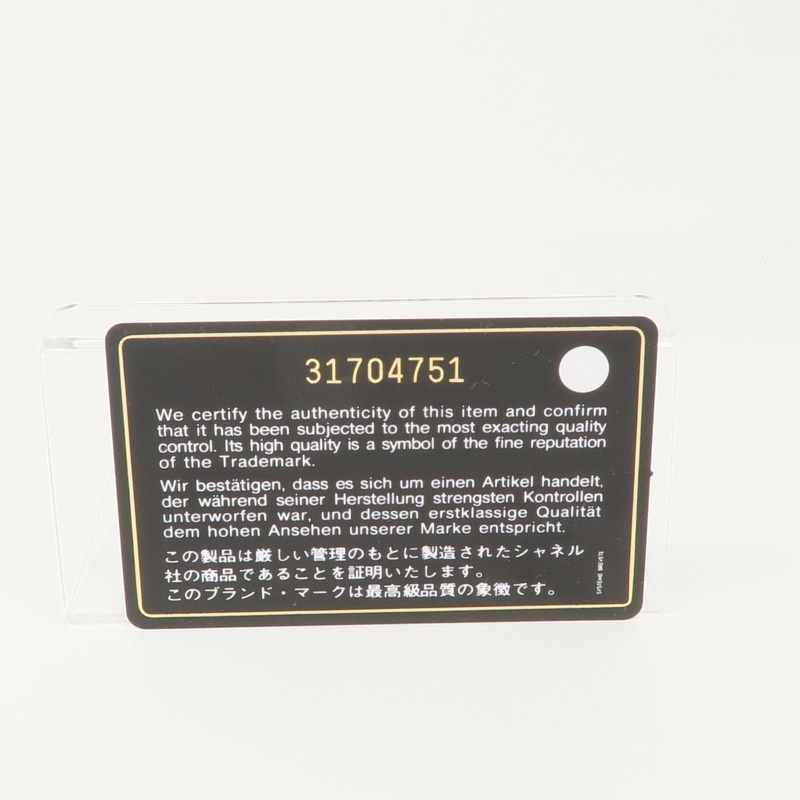 31704751
We certify the authenticity of this item and confirm
that it has been subjected to the most exacting quality
control. Its high quality is a symbol of the fine reputation
of the Trademark.
Wir bestätigen, dass es sich um einen Artikel handelt,
der während seiner Herstellung strengsten Kontrollen
unterworfen war, und dessen erstklassige Qualität
dem hohen Ansehen unserer Marke entspricht.
この製品は厳しい管理のもとに製造されたシャネル
社の商品であることを証明いたします。
このブランド・マークは最高級品質の象徴です。
SYSTEME BREVETE